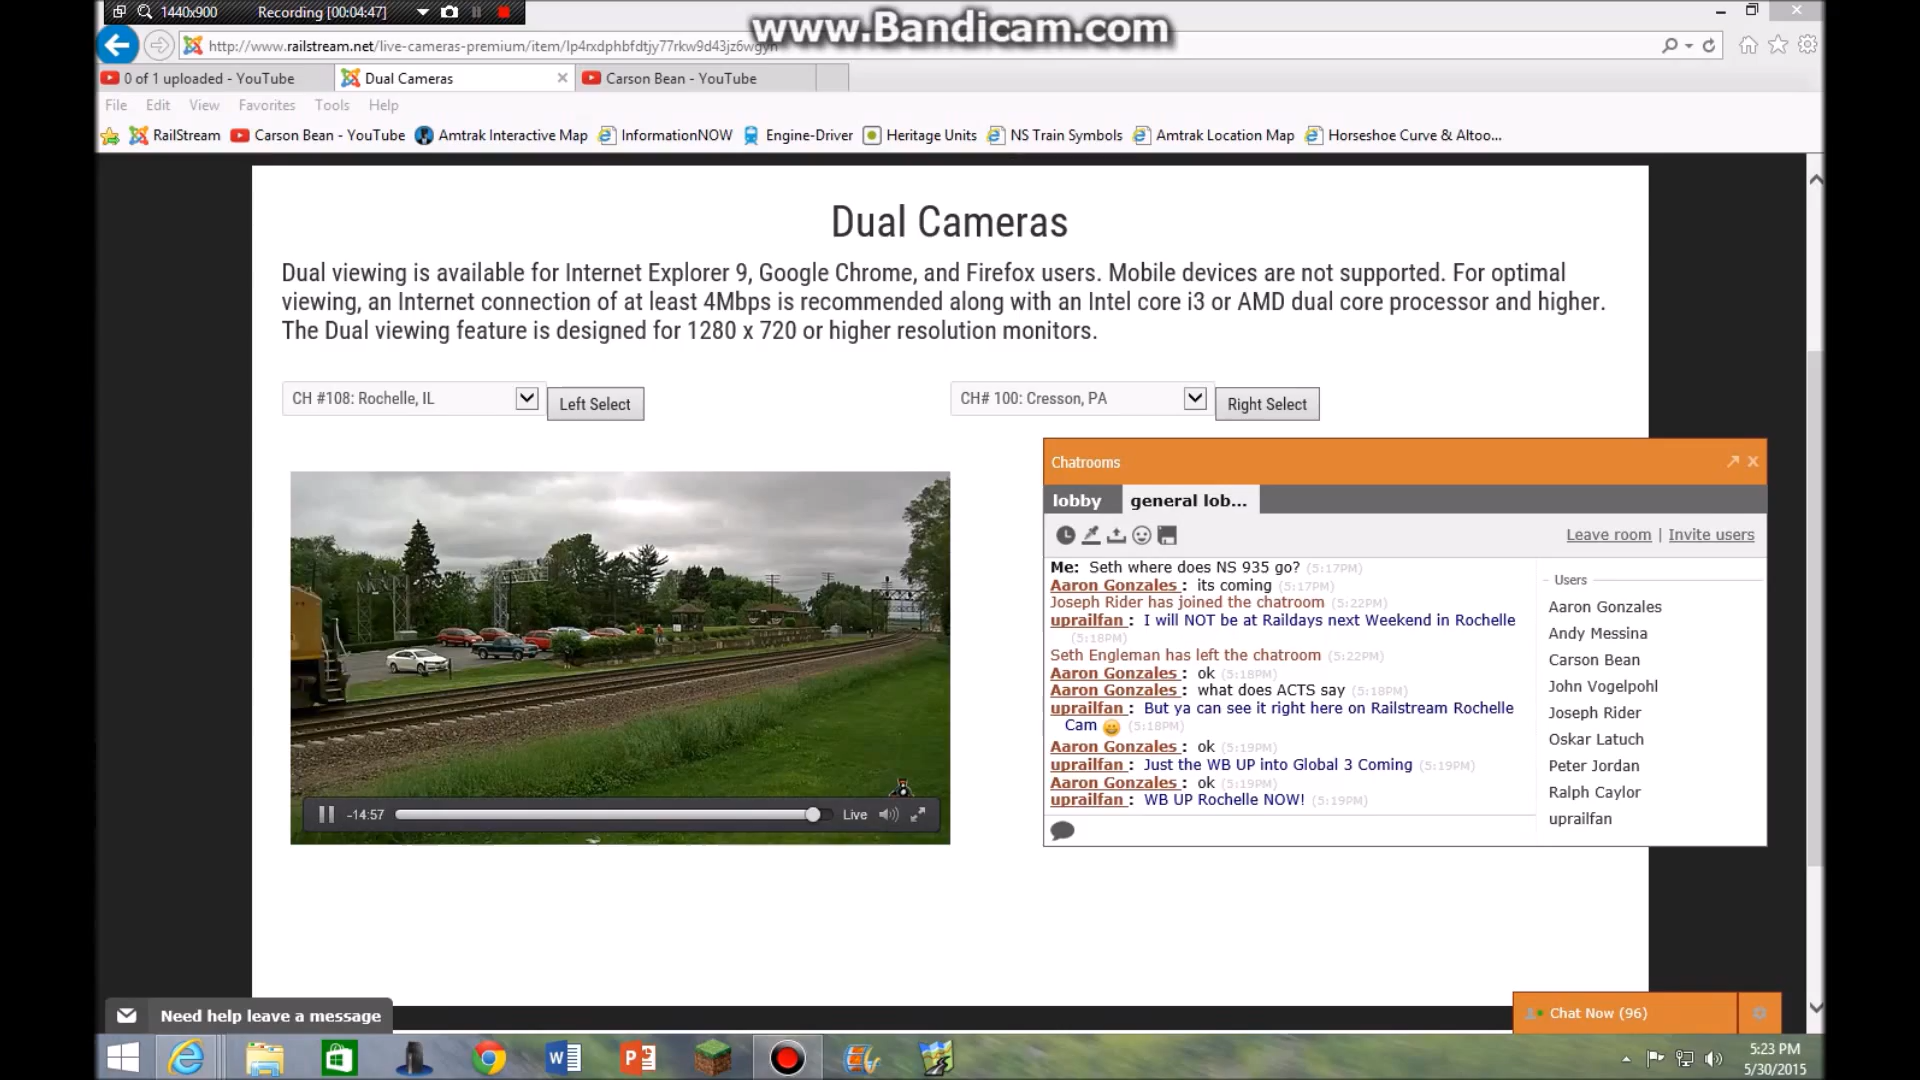 1440x900
Recording [00:04:47]
www.Bandicam.com
http://www.railstream.net/live-cameras-premium/item/lp4rxdphbfdtjy77rkw9d43jz6wgyn
0 of 1 uploaded - YouTube
Dual Cameras
Carson Bean - YouTube
File Edit View Favorites Tools Help
RailStream Carson Bean - YouTube Amtrak Interactive Map InformationNOW Engine-Driver Heritage Units NS Train Symbols Amtrak Location Map Horseshoe Curve & Altoo...
Dual Cameras
Dual viewing is available for Internet Explorer 9, Google Chrome, and Firefox users. Mobile devices are not supported. For optimal
viewing, an Internet connection of at least 4Mbps is recommended along with an Intel core i3 or AMD dual core processor and higher.
The Dual viewing feature is designed for 1280 x 720 or higher resolution monitors.
CH #108: Rochelle, IL
Left Select
CH# 100: Cresson, PA
Right Select
Chatrooms
lobby
general lob...
Leave room | Invite users
Me: Seth where does NS 935 go? (5:17PM)
Aaron Gonzales : its coming (5:17PM)
Joseph Rider has joined the chatroom (5:22PM)
uprailfan : I will NOT be at Raildays next Weekend in Rochelle
(5:18PM)
Seth Engleman has left the chatroom (5:22PM)
Aaron Gonzales : ok (5:18PM)
Aaron Gonzales : what does ACTS say (5:18PM)
uprailfan : But ya can see it right here on Railstream Rochelle
Cam (5:18PM)
Aaron Gonzales : ok (5:19PM)
uprailfan : Just the WB UP into Global 3 Coming (5:19PM)
Aaron Gonzales : ok (5:19PM)
uprailfan : WB UP Rochelle NOW! (5:19PM)
Users
Aaron Gonzales
Andy Messina
Carson Bean
John Vogelpohl
Joseph Rider
Oskar Latuch
Peter Jordan
Ralph Caylor
uprailfan
-14:57
Live
Need help leave a message
Chat Now (96)
5:23 PM
5/30/2015